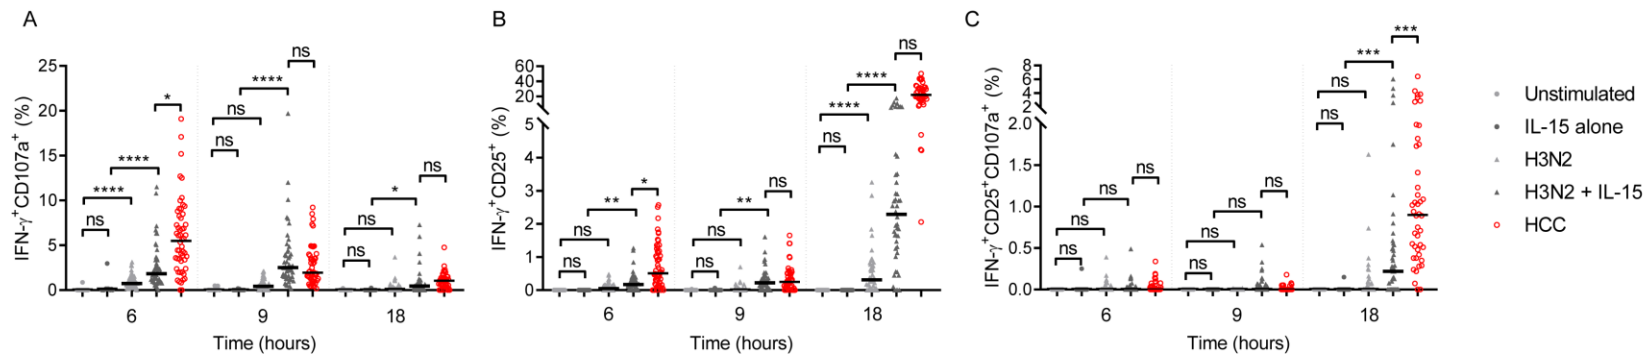 A
IFN-γ+CD107a+ (%)
25
20
15
10
5
0
ns
****
****
*
ns
ns
****
ns
ns
ns
*
ns
6
9
18
Time (hours)
B
IFN-γ+CD25+ (%)
60
40
20
5
4
3
2
1
0
ns
ns
**
*
ns
ns
**
ns
ns
****
****
ns
6
9
18
Time (hours)
C
IFN-γ+CD25+CD107a+ (%)
8
6
4
2
2.0
1.5
1.0
0.5
0.0
ns
ns
ns
ns
ns
ns
ns
ns
ns
ns
***
***
6
9
18
Time (hours)
Unstimulated
IL-15 alone
H3N2
H3N2 + IL-15
HCC